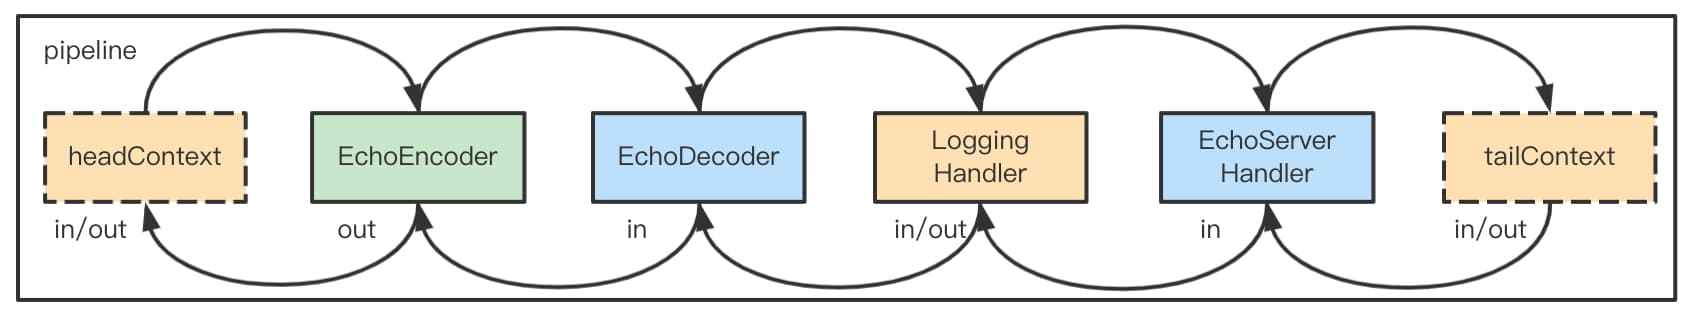 pipeline
headContext
EchoEncoder
EchoDecoder
Logging
Handler
EchoServer
Handler
tailContext
in/out
out
in
in/out
in
in/out